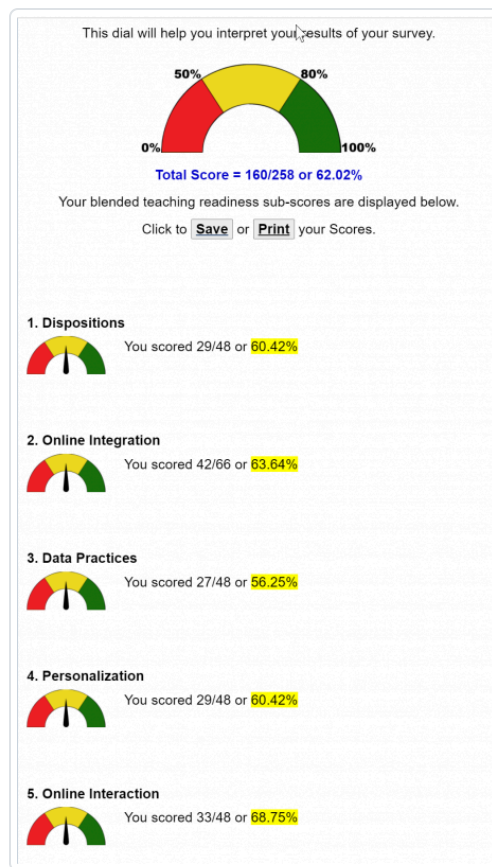 This dial will help you interpret your results of your survey.
50% 80%
0% 100%
Total Score = 160/258 or 62.02%
Your blended teaching readiness sub-scores are displayed below.
Click to Save or Print your Scores.
1. Dispositions
You scored 29/48 or 60.42%
2. Online Integration
You scored 42/66 or 63.64%
3. Data Practices
You scored 27/48 or 56.25%
4. Personalization
You scored 29/48 or 60.42%
5. Online Interaction
You scored 33/48 or 68.75%